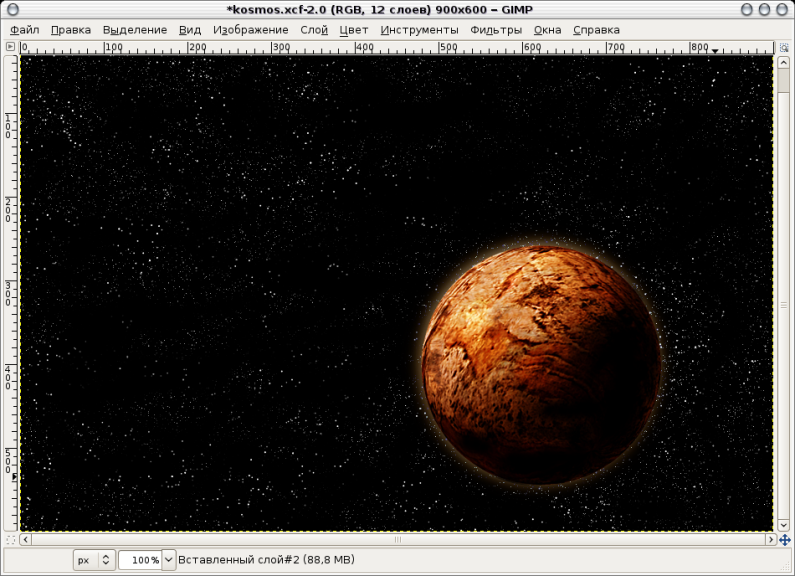 *kosmos.xcf-2.0 (RGB, 12 слоев) 900x600 – GIMP
Файл Правка Выделение Вид Изображение Слой Цвет Инструменты Фильтры Окна Справка
0 100 200 300 400 500 600 700 800
100
200
300
400
500
px 100% Вставленный слой#2 (88,8 MB)